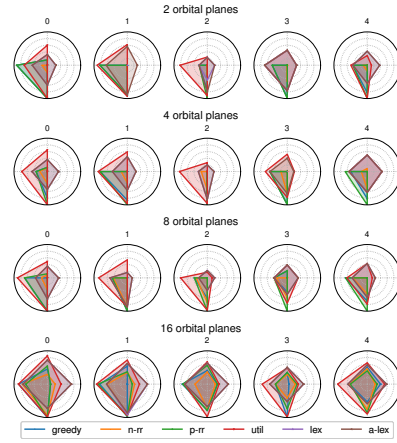 2 orbital planes
0 1 2 3 4
4 orbital planes
0 1 2 3 4
8 orbital planes
0 1 2 3 4
16 orbital planes
0 1 2 3 4
greedy n-rr p-rr util lex a-lex